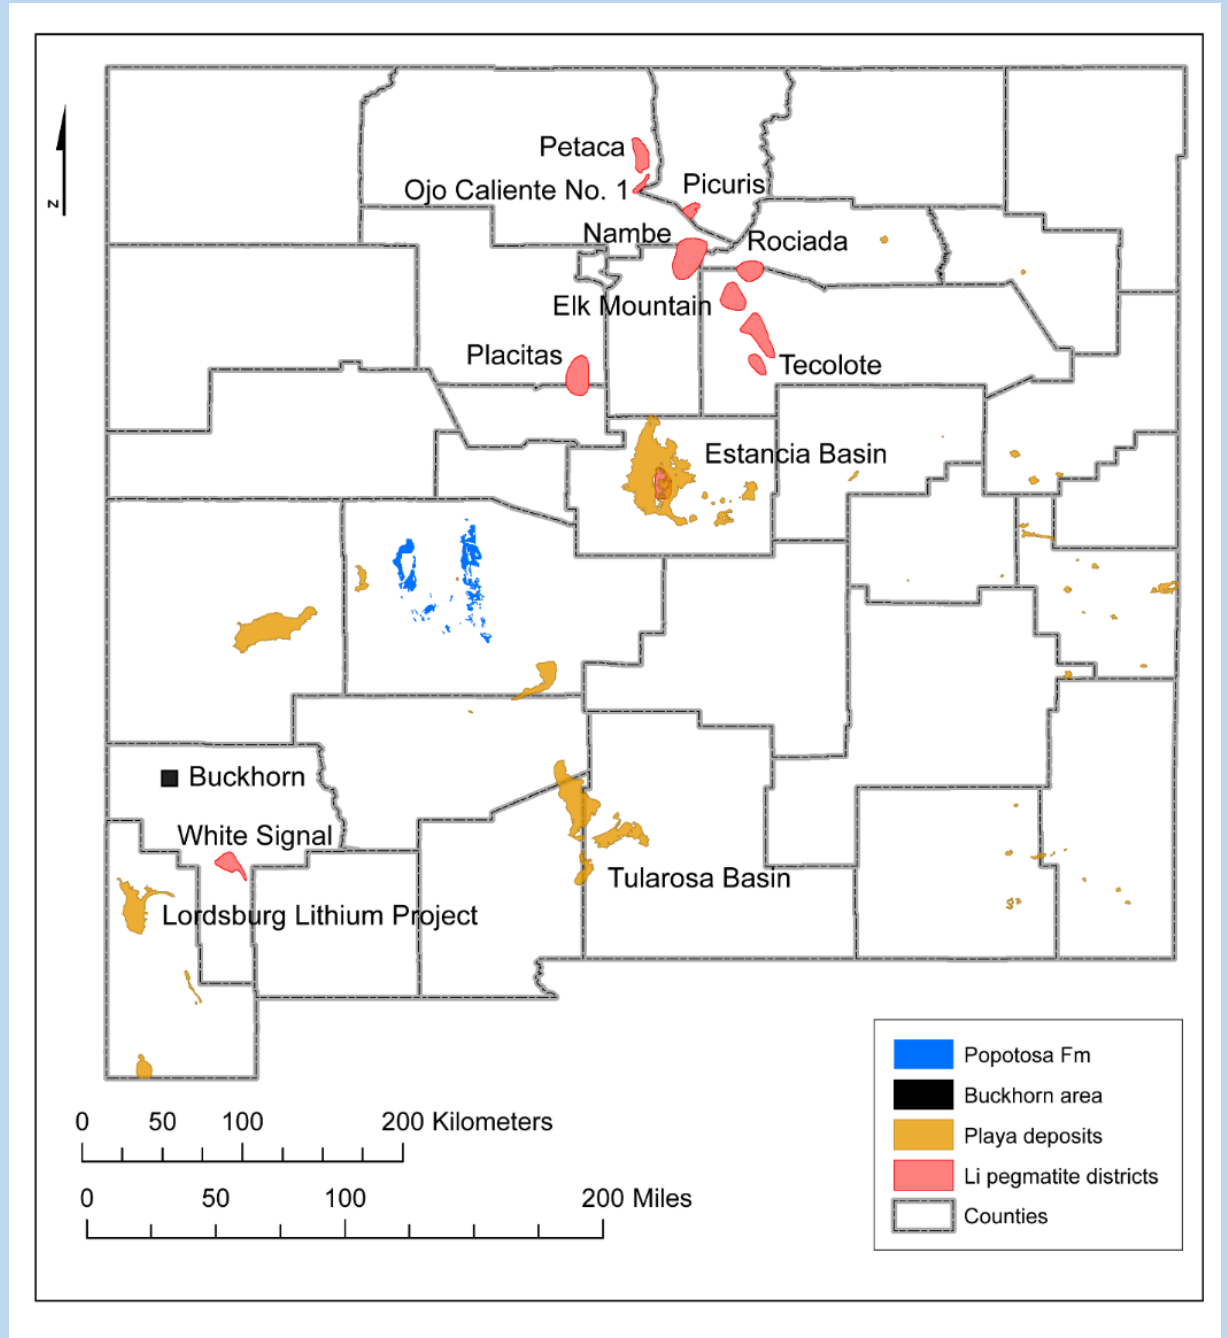 Petaca
Ojo Caliente No. 1
Picuris
N
Nambe
Rociada
Elk Mountain
Placitas
Tecolote
Estancia Basin
Buckhorn
White Signal
Tularosa Basin
Lordsburg Lithium Project
Popotosa Fm
Buckhorn area
Playa deposits
Li pegmatite districts
Counties
0 50 100 200 Kilometers
0 50 100 200 Miles